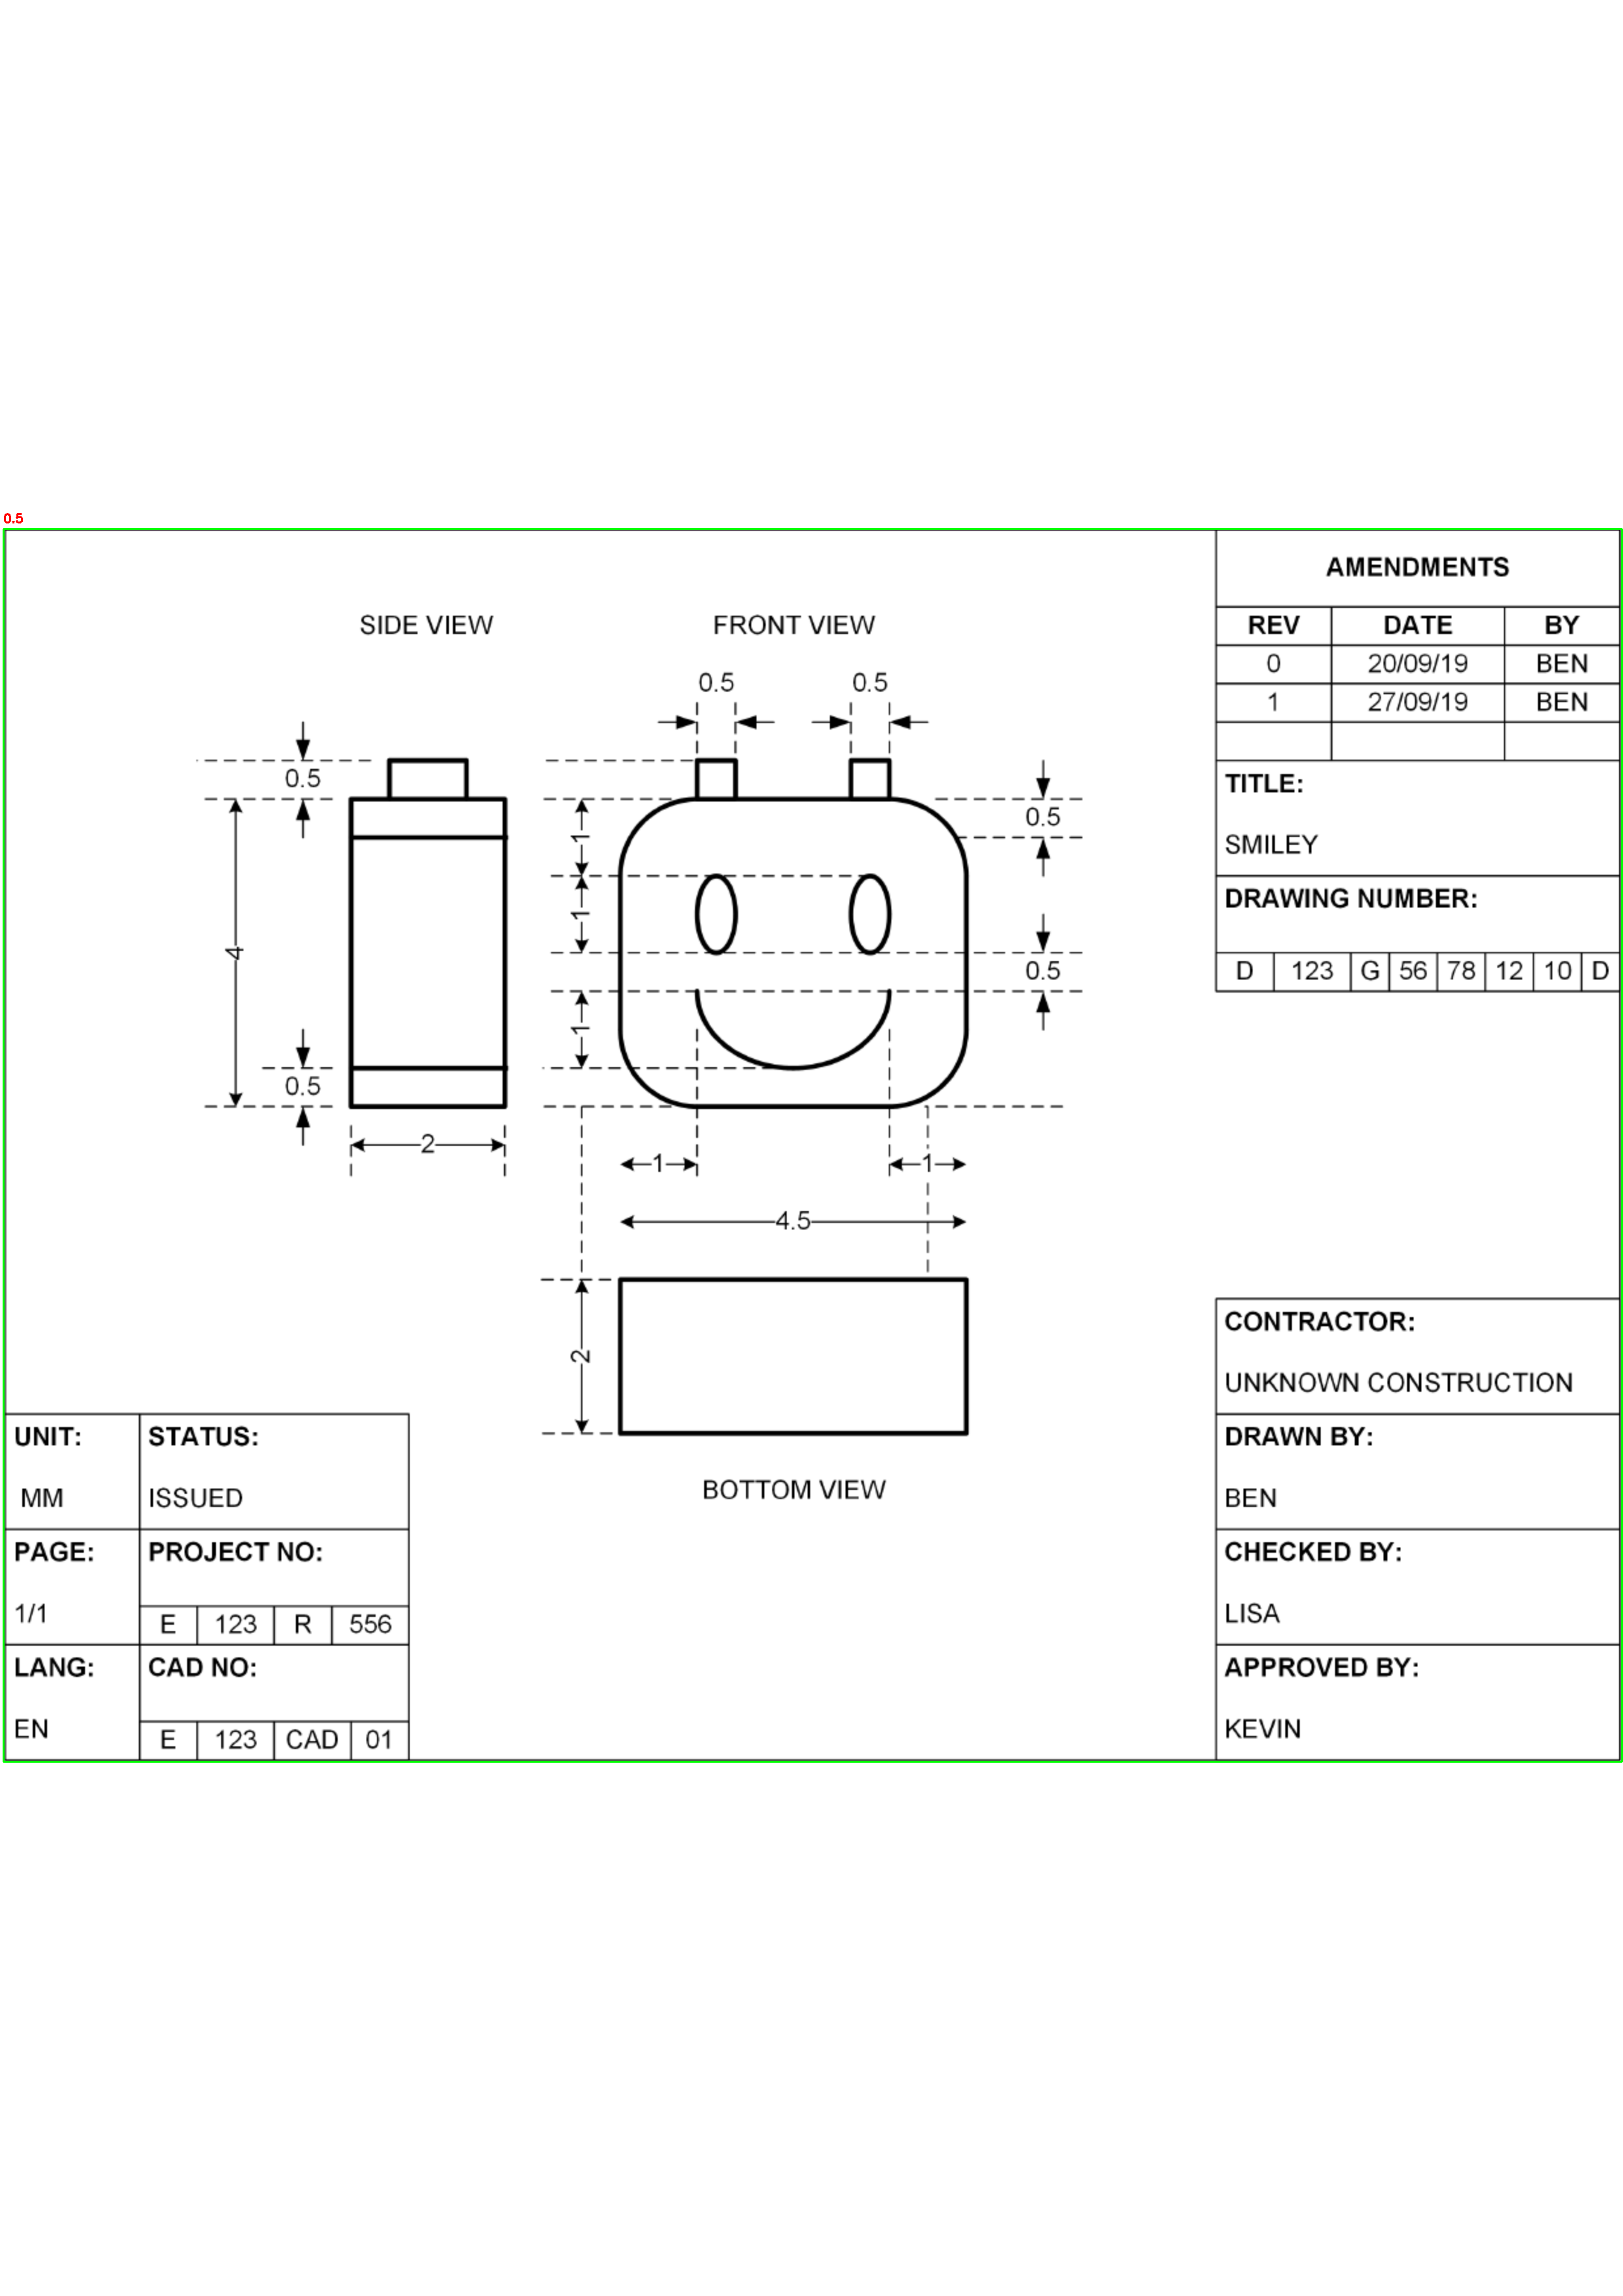 0.5
AMENDMENTS
SIDE VIEW
FRONT VIEW
REV DATE BY
0 20/09/19 BEN
1 27/09/19 BEN
0.5 0.5
0.5
TITLE:
SMILEY
0.5
1
DRAWING NUMBER:
1
4
0.5
D 123 G 56 78 12 10 D
1
0.5
2
1 1
4.5
2
BOTTOM VIEW
CONTRACTOR:
UNKNOWN CONSTRUCTION
UNIT:
MM
STATUS:
ISSUED
DRAWN BY:
BEN
PAGE:
1/1
PROJECT NO:
E 123 R 556
CHECKED BY:
LISA
LANG:
EN
CAD NO:
E 123 CAD 01
APPROVED BY:
KEVIN